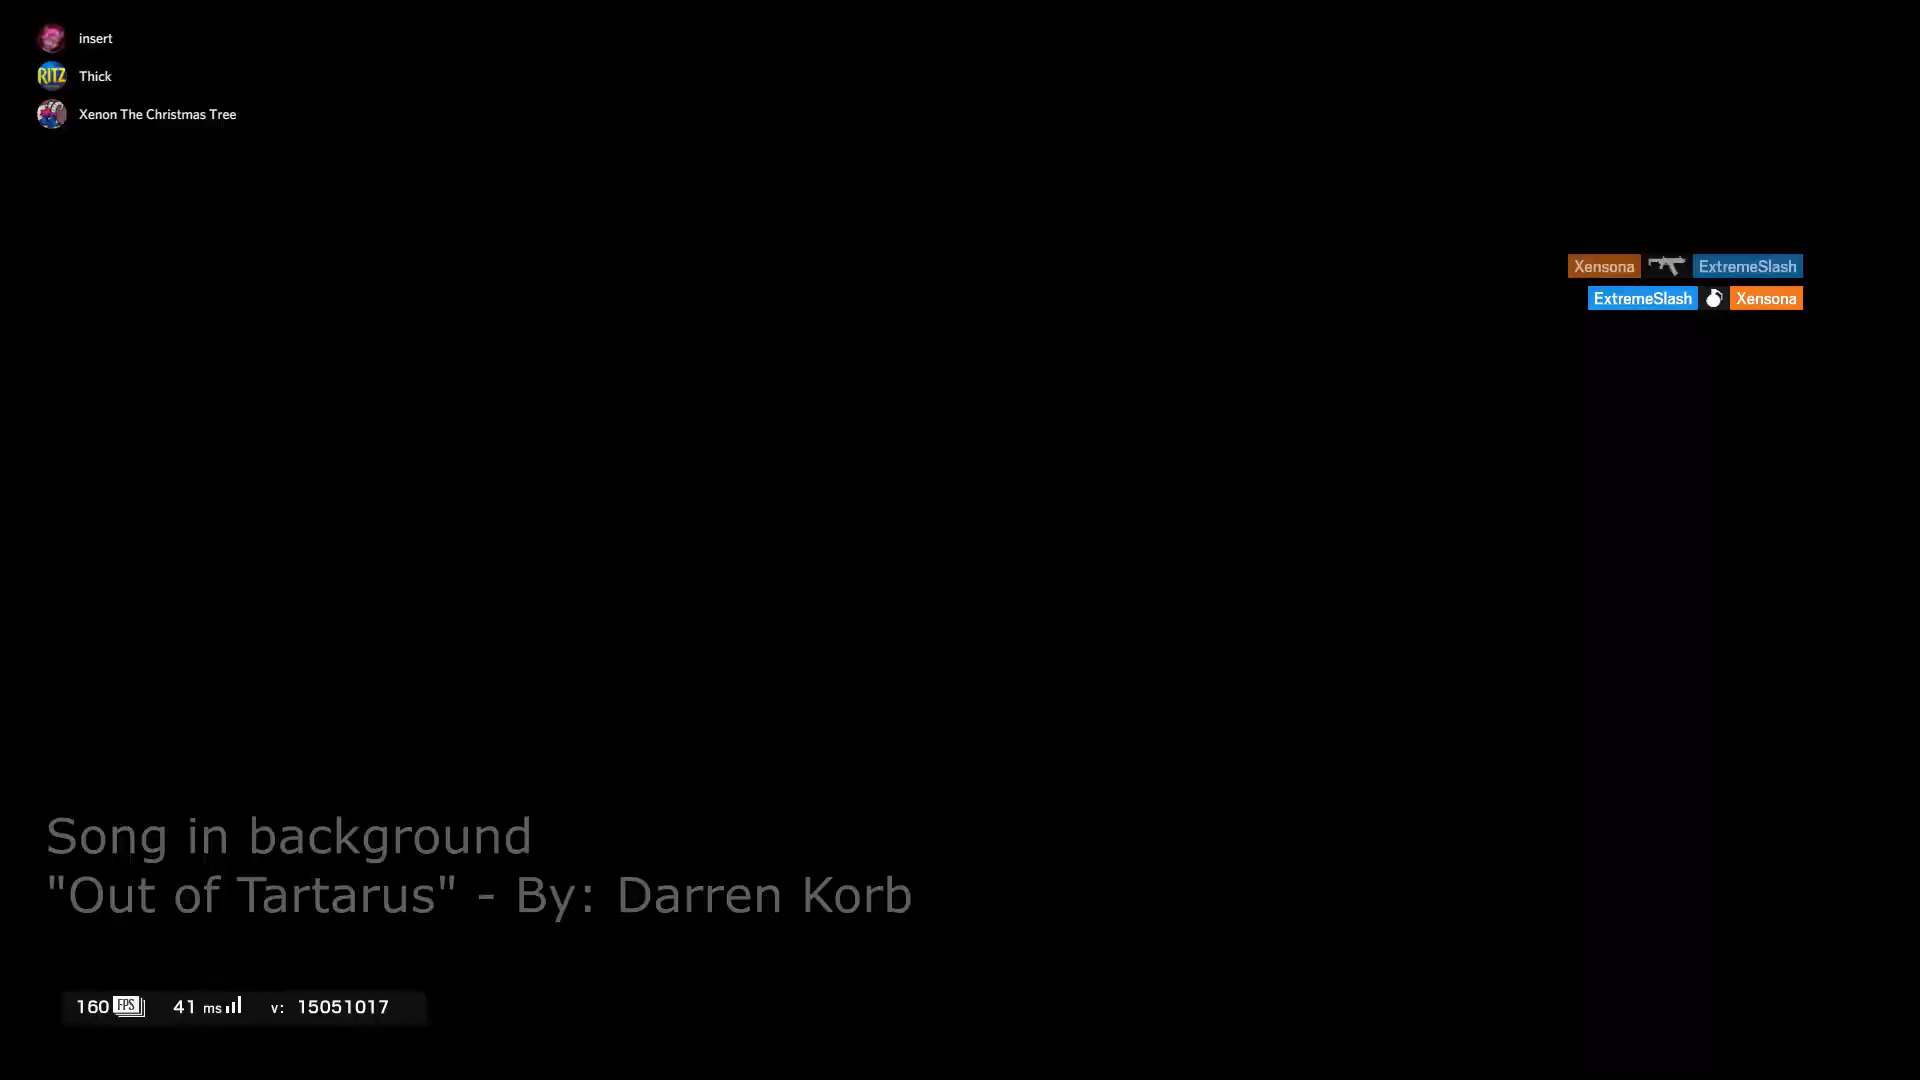 insert
RITZ
Thick
Xenon The Christmas Tree
Xensona ExtremeSlash
ExtremeSlash Xensona
Song in background
"Out of Tartarus" - By: Darren Korb
160 FPS 41 ms v: 15051017